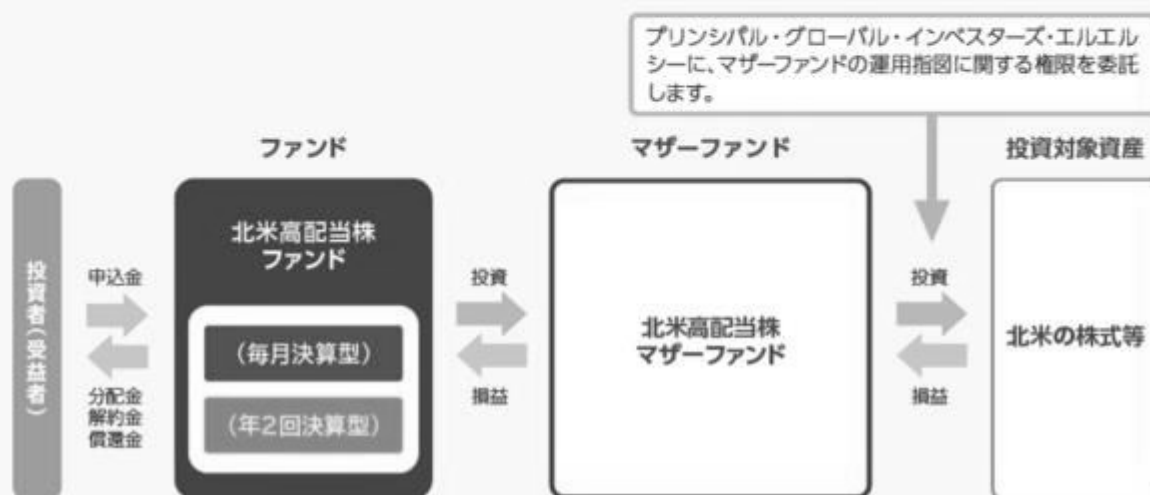 プリンシパル・グローバル・インベスターズ・エルエル
シーに、マザーファンドの運用指図に関する権限を委託
します。
ファンド
マザーファンド
投資対象資産
投資者(受益者)
申込金
分配金
解約金
償還金
北米高配当株
ファンド
(毎月決算型)
(年2回決算型)
投資
損益
北米高配当株
マザーファンド
投資
損益
北米の株式等